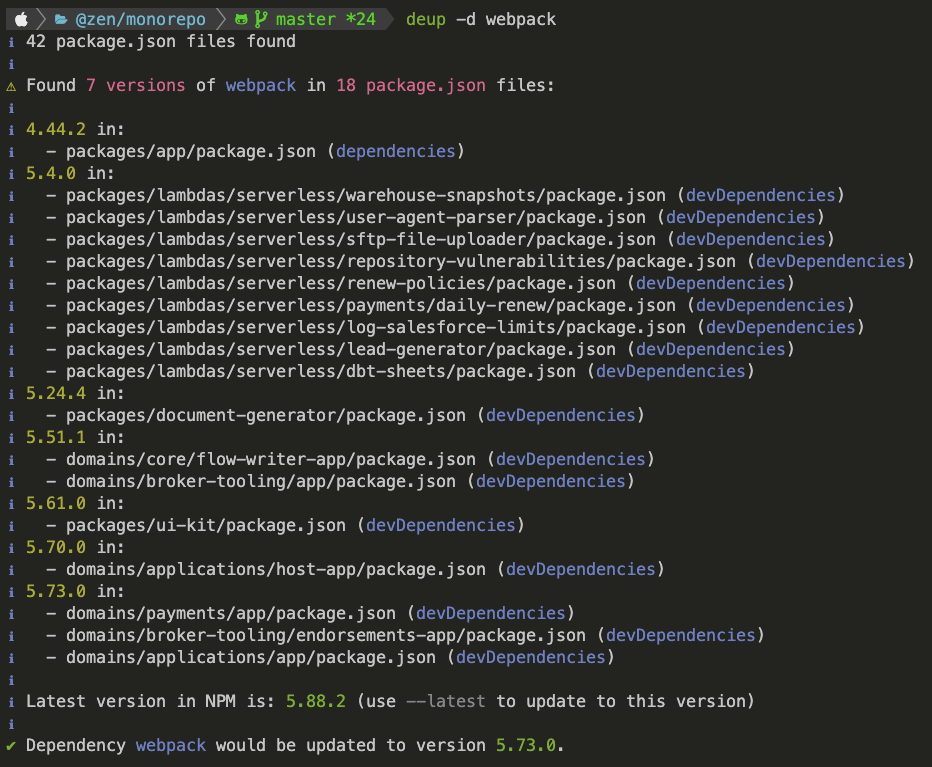 @zen/monorepo master *24 deup -d webpack
i 42 package.json files found
i
⚠ Found 7 versions of webpack in 18 package.json files:
i
i 4.44.2 in:
i   - packages/app/package.json (dependencies)
i 5.4.0 in:
i   - packages/lambdas/serverless/warehouse-snapshots/package.json (devDependencies)
i   - packages/lambdas/serverless/user-agent-parser/package.json (devDependencies)
i   - packages/lambdas/serverless/sftp-file-uploader/package.json (devDependencies)
i   - packages/lambdas/serverless/repository-vulnerabilities/package.json (devDependencies)
i   - packages/lambdas/serverless/renew-policies/package.json (devDependencies)
i   - packages/lambdas/serverless/payments/daily-renew/package.json (devDependencies)
i   - packages/lambdas/serverless/log-salesforce-limits/package.json (devDependencies)
i   - packages/lambdas/serverless/lead-generator/package.json (devDependencies)
i   - packages/lambdas/serverless/dbt-sheets/package.json (devDependencies)
i 5.24.4 in:
i   - packages/document-generator/package.json (devDependencies)
i 5.51.1 in:
i   - domains/core/flow-writer-app/package.json (devDependencies)
i   - domains/broker-tooling/app/package.json (devDependencies)
i 5.61.0 in:
i   - packages/ui-kit/package.json (devDependencies)
i 5.70.0 in:
i   - domains/applications/host-app/package.json (devDependencies)
i 5.73.0 in:
i   - domains/payments/app/package.json (devDependencies)
i   - domains/broker-tooling/endorsements-app/package.json (devDependencies)
i   - domains/applications/app/package.json (devDependencies)
i
i Latest version in NPM is: 5.88.2 (use --latest to update to this version)
i
✔ Dependency webpack would be updated to version 5.73.0.